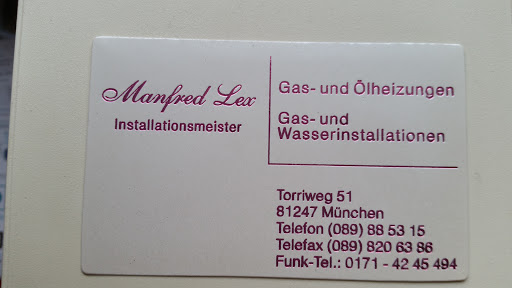 Manfred Lex
Installationsmeister
Gas- und Ölheizungen
Gas- und
Wasserinstallationen
Torriweg 51
81247 München
Telefon (089) 88 53 15
Telefax (089) 820 63 86
Funk-Tel.: 0171 - 42 45 494